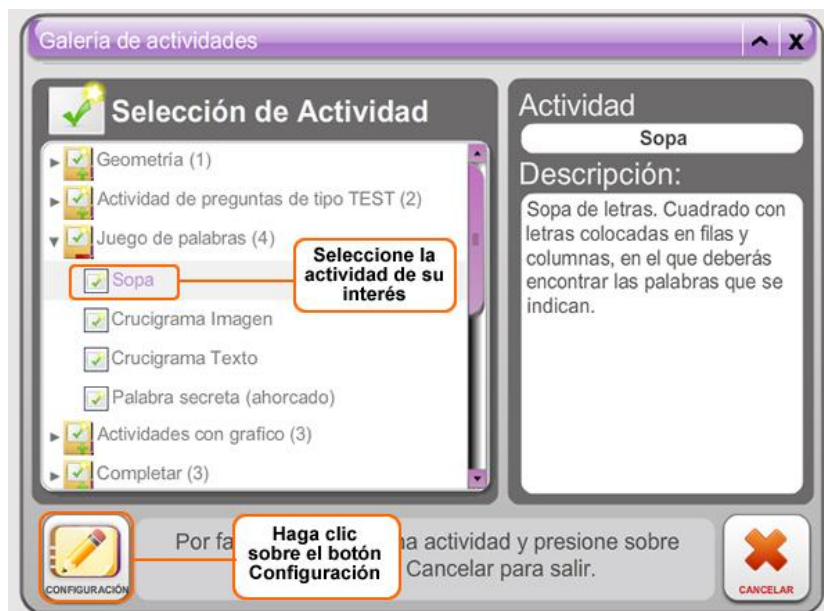 Galería de actividades
X
Selección de Actividad
Geometría (1)
Actividad de preguntas de tipo TEST (2)
Juego de palabras (4)
Seleccione la
actividad de su
interés
Sopa
Crucigrama Imagen
Crucigrama Texto
Palabra secreta (ahorcado)
Actividades con grafico (3)
Completar (3)
Actividad
Sopa
Descripción:
Sopa de letras. Cuadrado con
letras colocadas en filas y
columnas, en el que deberás
encontrar las palabras que se
indican.
CONFIGURACIÓN
Haga clic
sobre el botón
Configuración
Por actividad y presione sobre
Cancelar para salir.
CANCELAR